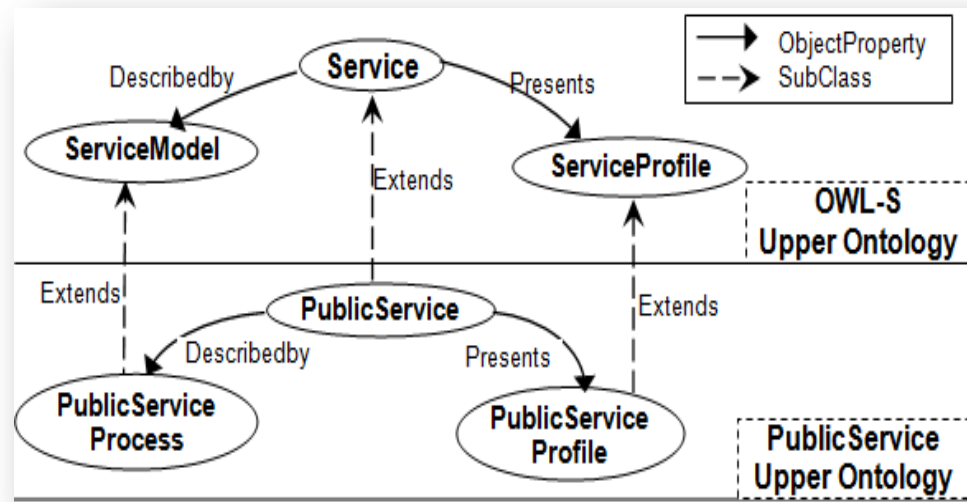 ObjectProperty
SubClass
Service
Describedby
Presents
ServiceModel
ServiceProfile
Extends
OWL-S
Upper Ontology
Extends
PublicService
Extends
Describedby
Presents
PublicService
Process
PublicService
Profile
PublicService
Upper Ontology